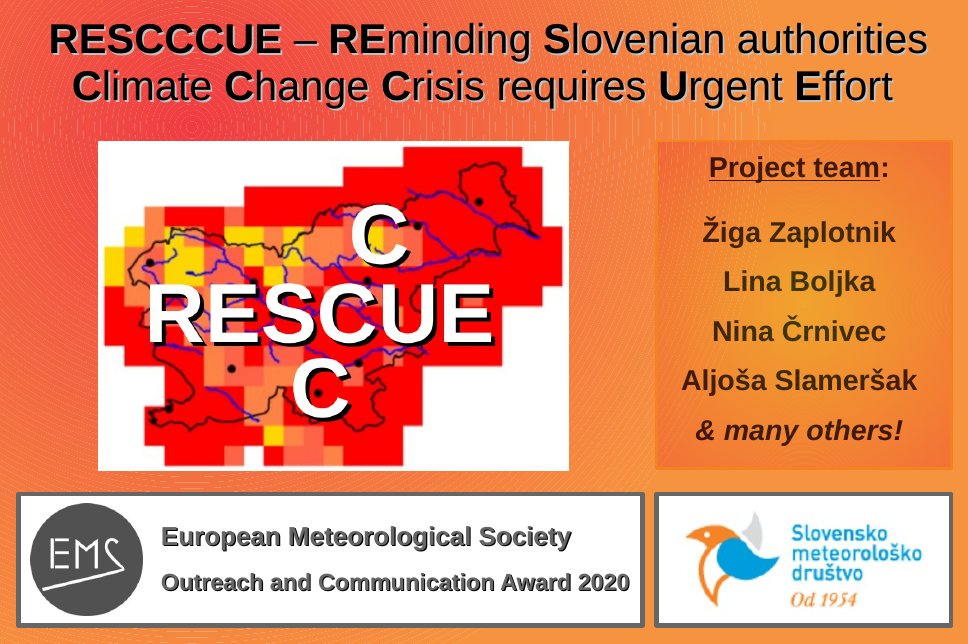 RESCCCUE – REminding Slovenian authorities
Climate Change Crisis requires Urgent Effort
C
RESCUE
C
Project team:
Žiga Zaplotnik
Lina Boljka
Nina Črnivec
Aljoša Slameršak
& many others!
EMS
European Meteorological Society
Outreach and Communication Award 2020
Slovensko
meteorološko
društvo
Od 1954